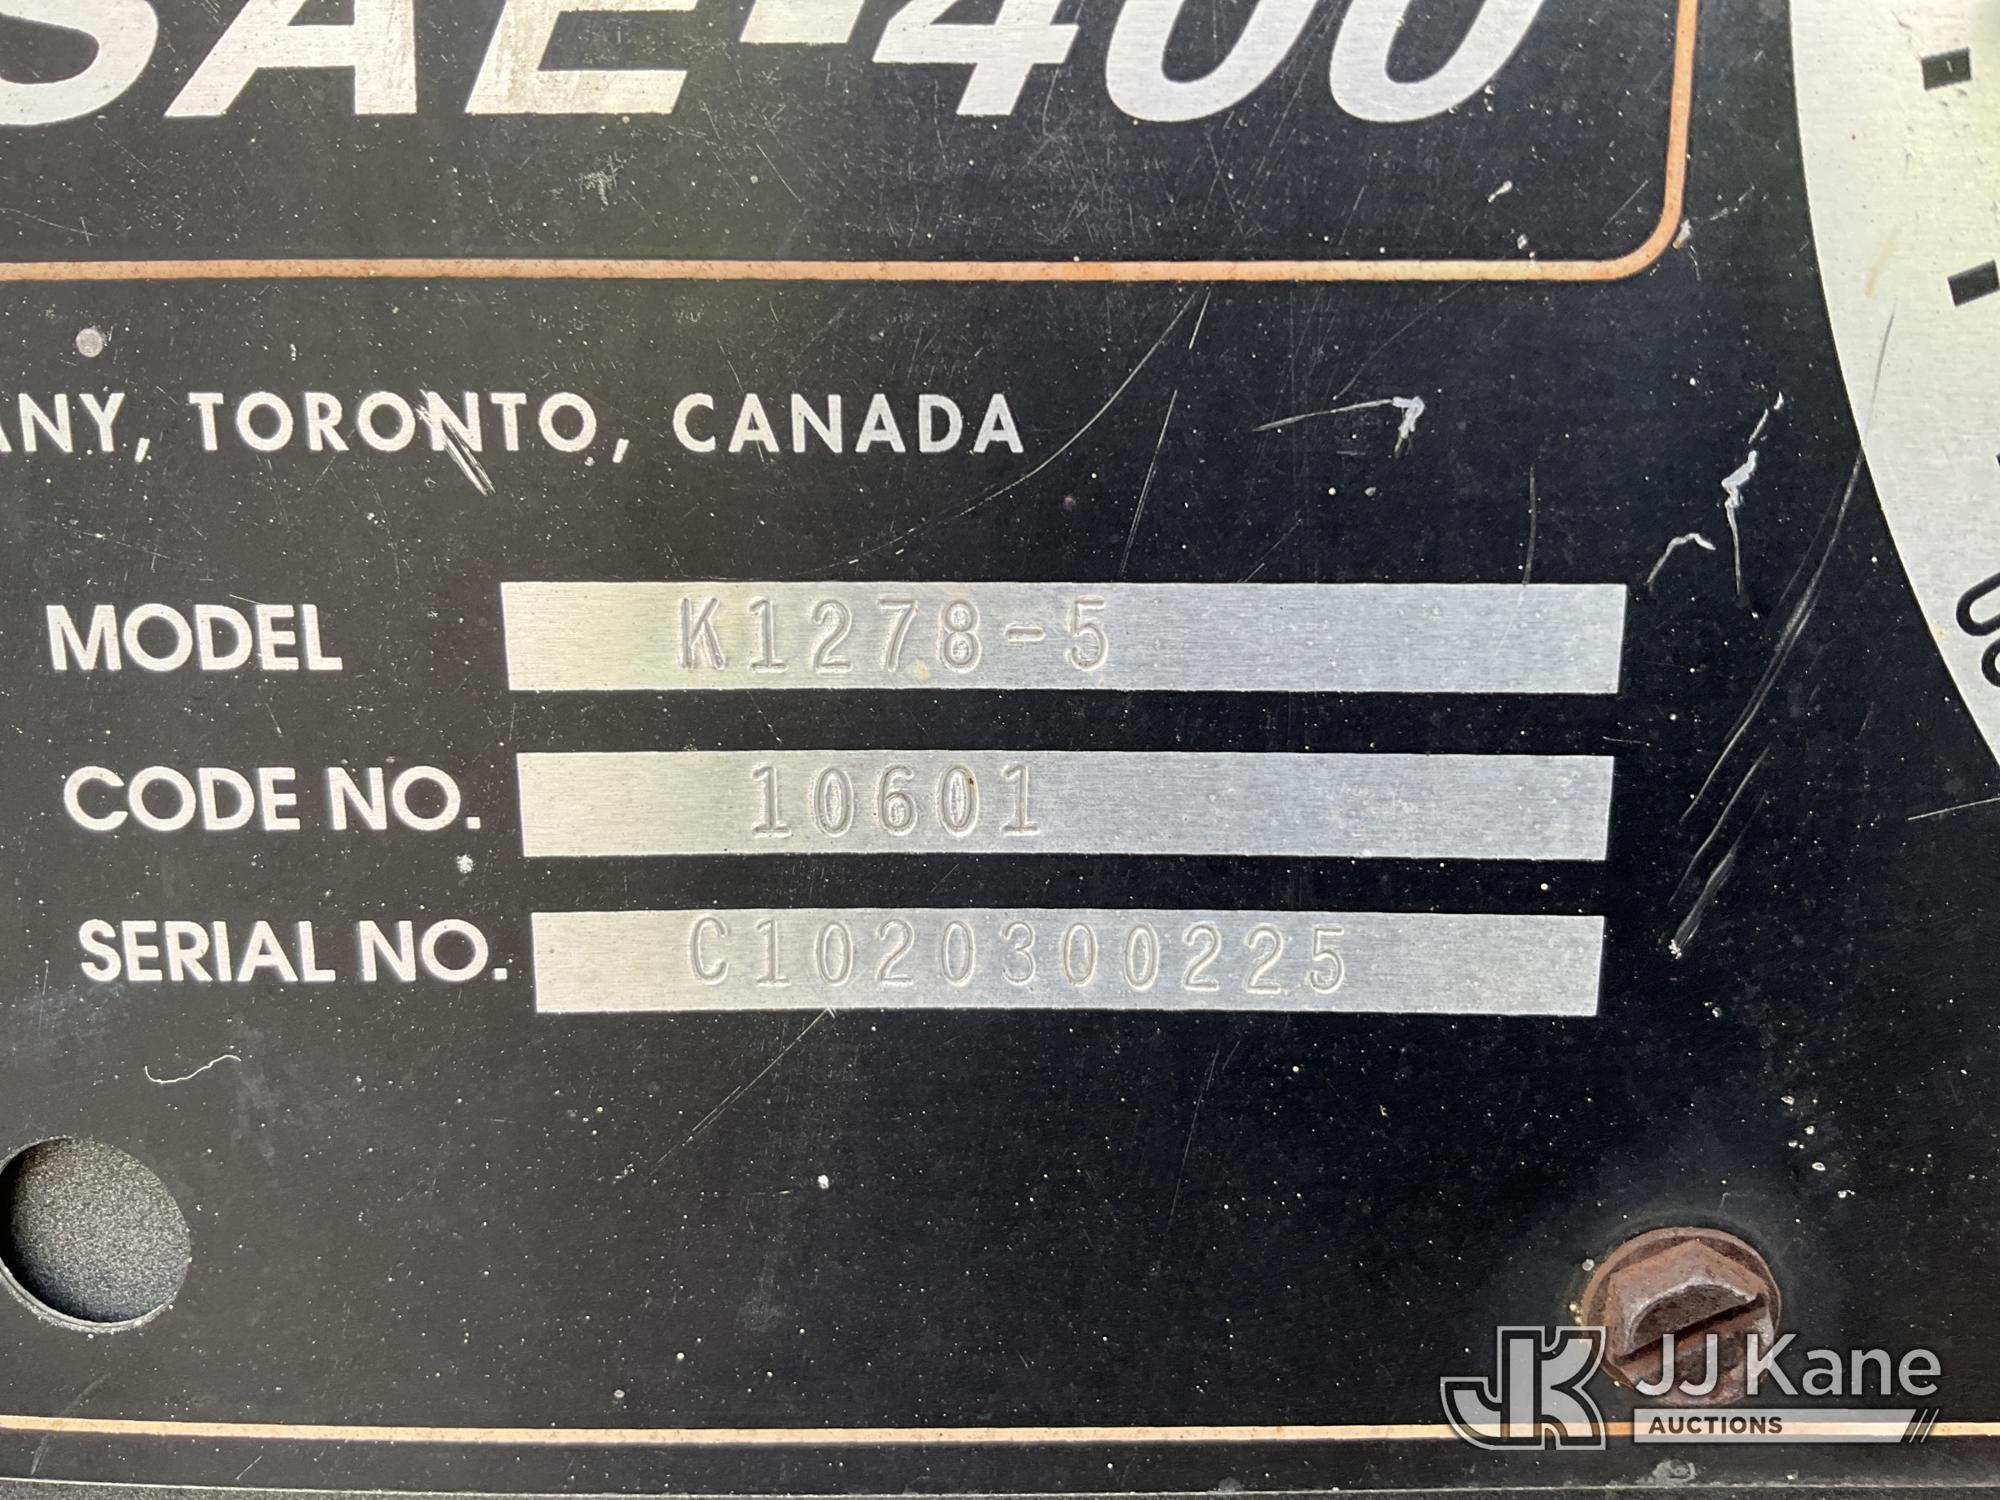 SAE-400
ANY, TORONTO, CANADA
MODEL K1278-5
CODE NO. 10601
SERIAL NO. C1020300225
JJ Kane
AUCTIONS